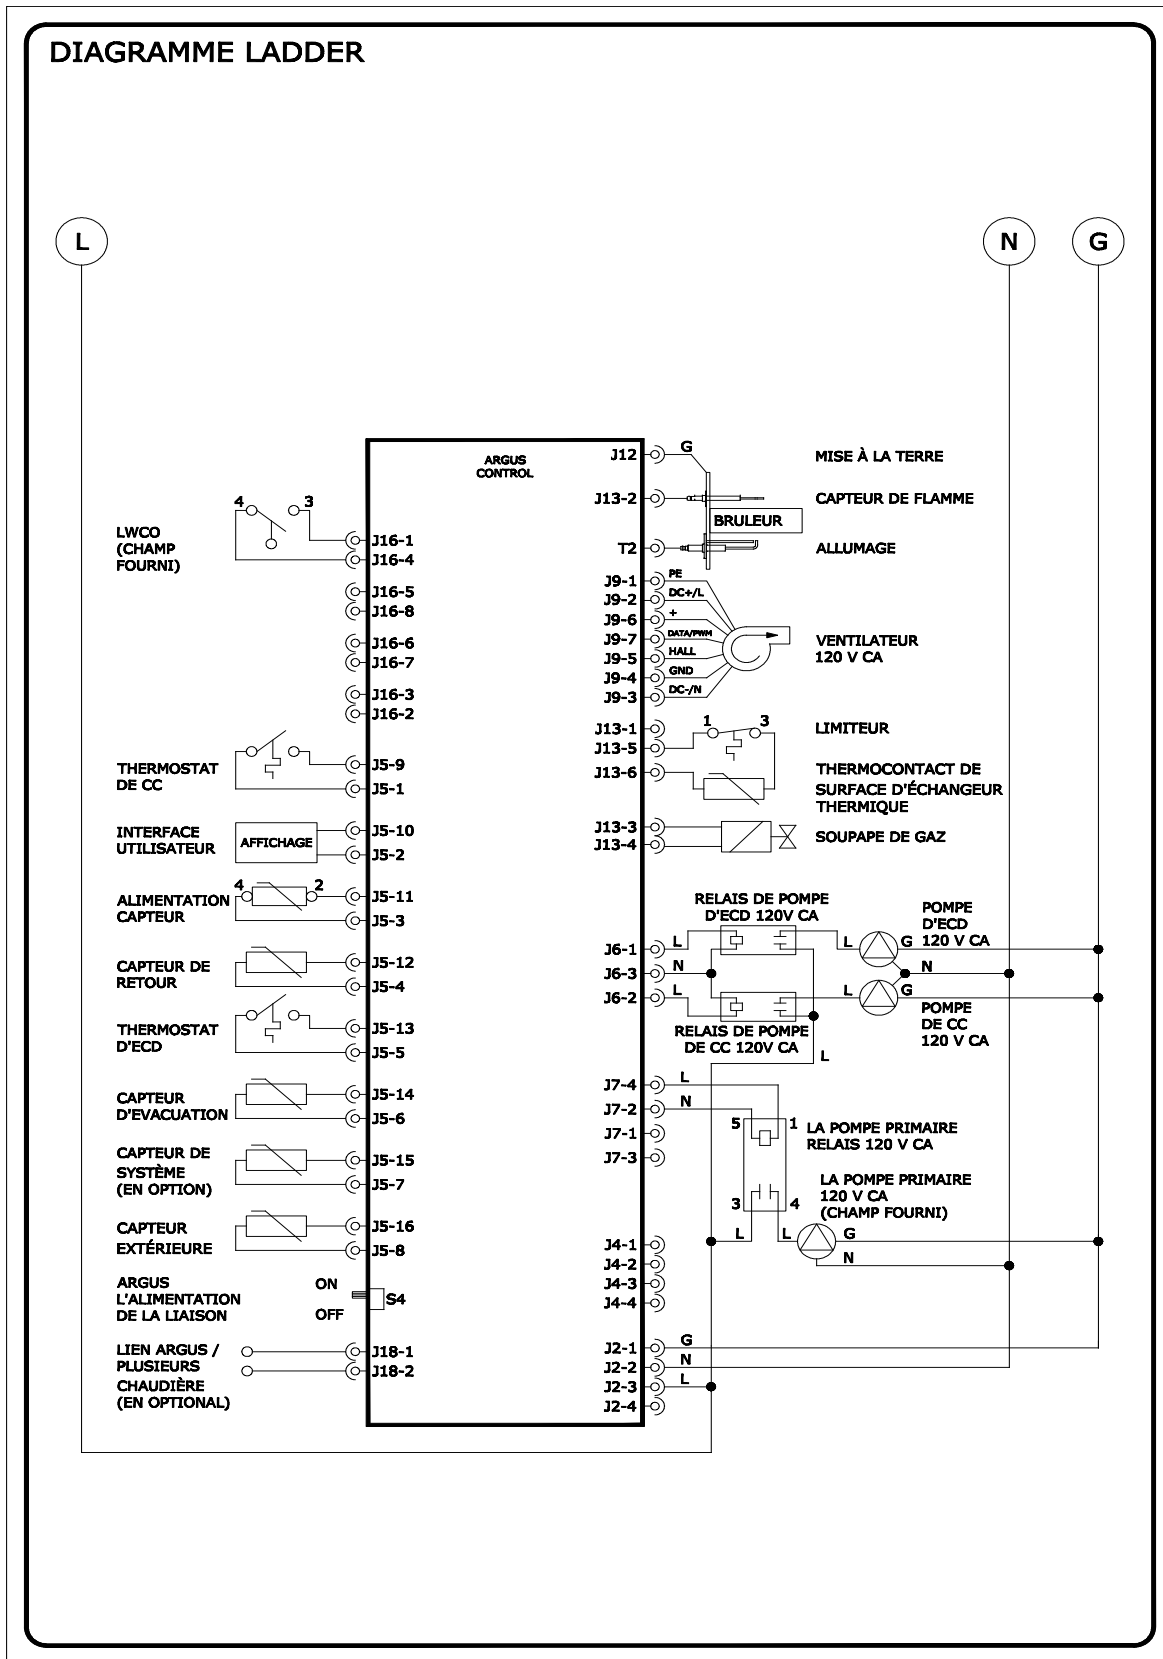 DIAGRAMME LADDER
L
N
G
ARGUS
CONTROL
4
3
LWCO
(CHAMP
FOURNI)
J16-1
J16-4
J16-5
J16-8
J16-6
J16-7
J16-3
J16-2
THERMOSTAT
DE CC
J5-9
J5-1
INTERFACE
UTILISATEUR
AFFICHAGE
J5-10
J5-2
ALIMENTATION
CAPTEUR
4
2
J5-11
J5-3
CAPTEUR DE
RETOUR
J5-12
J5-4
THERMOSTAT
D'ECD
J5-13
J5-5
CAPTEUR
D'EVACUATION
J5-14
J5-6
CAPTEUR DE
SYSTÈME
(EN OPTION)
J5-15
J5-7
CAPTEUR
EXTÉRIEURE
J5-16
J5-8
ARGUS
L'ALIMENTATION
DE LA LIAISON
ON
OFF
S4
LIEN ARGUS /
PLUSIEURS
CHAUDIÈRE
(EN OPTIONAL)
J18-1
J18-2
J12
G
MISE À LA TERRE
J13-2
CAPTEUR DE FLAMME
BRULEUR
T2
ALLUMAGE
J9-1
PE
J9-2
DC+/L
J9-6
+
J9-7
DATA/PWM
J9-5
HALL
J9-4
GND
J9-3
DC-/N
VENTILATEUR
120 V CA
J13-1
J13-5
J13-6
1
3
LIMITEUR
THERMOCONTACT DE
SURFACE D'ÉCHANGEUR
THERMIQUE
J13-3
J13-4
SOUPAPE DE GAZ
RELAIS DE POMPE
D'ECD 120V CA
POMPE
D'ECD
120 V CA
J6-1
L
L
G
J6-3
N
N
J6-2
L
L
G
RELAIS DE POMPE
DE CC 120V CA
POMPE
DE CC
120 V CA
L
J7-4
L
J7-2
N
J7-1
J7-3
5
1
LA POMPE PRIMAIRE
RELAIS 120 V CA
3
4
LA POMPE PRIMAIRE
120 V CA
(CHAMP FOURNI)
L
L
G
N
J4-1
J4-2
J4-3
J4-4
J2-1
G
J2-2
N
J2-3
L
J2-4